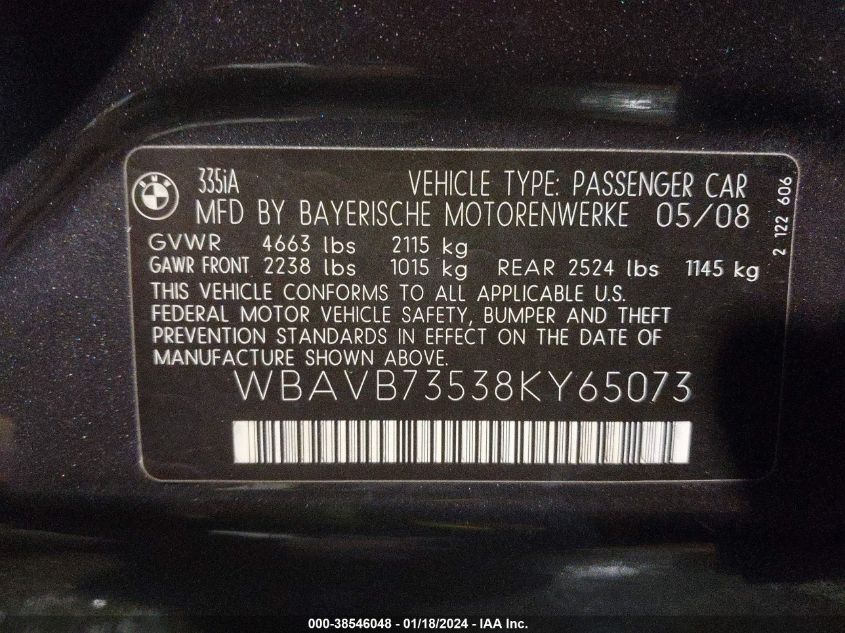 BMW
335iA VEHICLE TYPE: PASSENGER CAR
MFD BY BAYERISCHE MOTORENWERKE 05/08
GVWR 4663 lbs 2115 kg
GAWR FRONT 2238 lbs 1015 kg REAR 2524 lbs 1145 kg
THIS VEHICLE CONFORMS TO ALL APPLICABLE U.S.
FEDERAL MOTOR VEHICLE SAFETY, BUMPER AND THEFT
PREVENTION STANDARDS IN EFFECT ON THE DATE OF
MANUFACTURE SHOWN ABOVE.
WBAVB73538KY65073
2 122 606
000-38546048 - 01/18/2024 - IAA Inc.